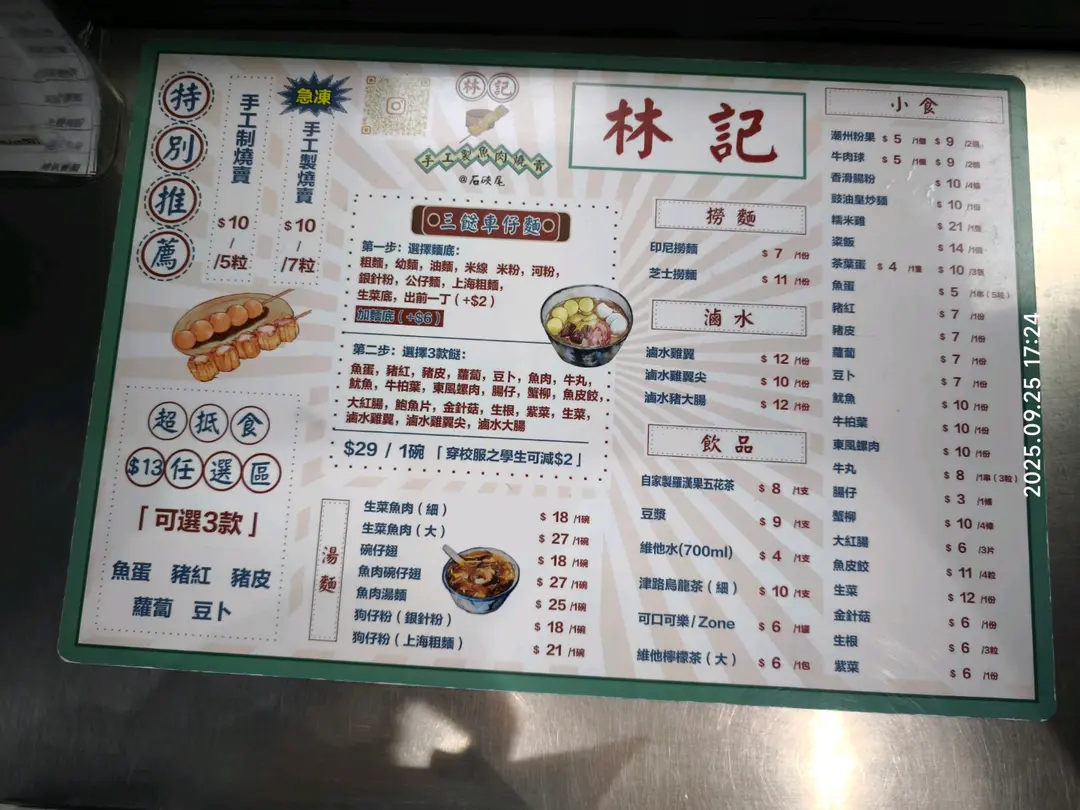 特別推薦
手工制燒賣
$10
/
/5粒
急凍
手工製燒賣
$10
/
/7粒
超抵食
$13任選區
「可選3款」
魚蛋 豬紅 豬皮
蘿蔔 豆卜
林記
手工製魚肉燒賣
@石硤尾
三餸車仔麵
第一步：選擇麵底：
粗麵，幼麵，油麵，米線 米粉，河粉，
銀針粉，公仔麵，上海粗麵，
生菜底，出前一丁（+$2）
加麵底（+$6）
第二步：選擇3款餸：
魚蛋，豬紅，豬皮，蘿蔔，豆卜，魚肉，牛丸，
魷魚，牛柏葉，東風螺肉，腸仔，蟹柳，魚皮餃，
大紅腸，鮑魚片，金針菇，生根，紫菜，生菜，
滷水雞翼，滷水雞翼尖，滷水大腸
$29 / 1碗 「穿校服之學生可減$2」
湯麵
生菜魚肉（細） $ 18 /1碗
生菜魚肉（大） $ 27 /1碗
碗仔翅 $ 18 /1碗
魚肉碗仔翅 $ 27 /1碗
魚肉湯麵 $ 25 /1碗
狗仔粉（銀針粉） $ 18 /1碗
狗仔粉（上海粗麵） $ 21 /1碗
林記
撈麵
印尼撈麵 $ 7 /1份
芝士撈麵 $ 11 /1份
滷水
滷水雞翼 $ 12 /1份
滷水雞翼尖 $ 10 /1份
滷水豬大腸 $ 12 /1份
飲品
自家製羅漢果五花茶 $ 8 /1支
豆漿 $ 9 /1支
維他水(700ml) $ 4 /1支
津路烏龍茶（細） $ 10 /1支
可口可樂/Zone $ 6 /1罐
維他檸檬茶（大） $ 6 /1包
小食
潮州粉果 $ 5 /1個 $ 9 /2個
牛肉球 $ 5 /1個 $ 9 /2個
香滑腸粉 $ 10 /4條
豉油皇炒麵 $ 10 /1個
糯米雞 $ 21 /1隻
盜飯 $ 14 /1個
茶葉蛋 $ 4 /1隻 $ 10 /3隻
魚蛋 $ 5 /1串（5粒）
豬紅 $ 7 /1份
豬皮 $ 7 /1份
蘿蔔 $ 7 /1份
豆卜 $ 7 /1份
魷魚 $ 10 /1份
牛柏葉 $ 10 /1份
東風螺肉 $ 10 /1份
牛丸 $ 8 /1串（3粒）
腸仔 $ 3 /1條
蟹柳 $ 10 /4條
大紅腸 $ 6 /3片
魚皮餃 $ 11 /4粒
生菜 $ 12 /1份
金針菇 $ 6 /1份
生根 $ 6 /3粒
紫菜 $ 6 /1份
2025.09.25 17:24